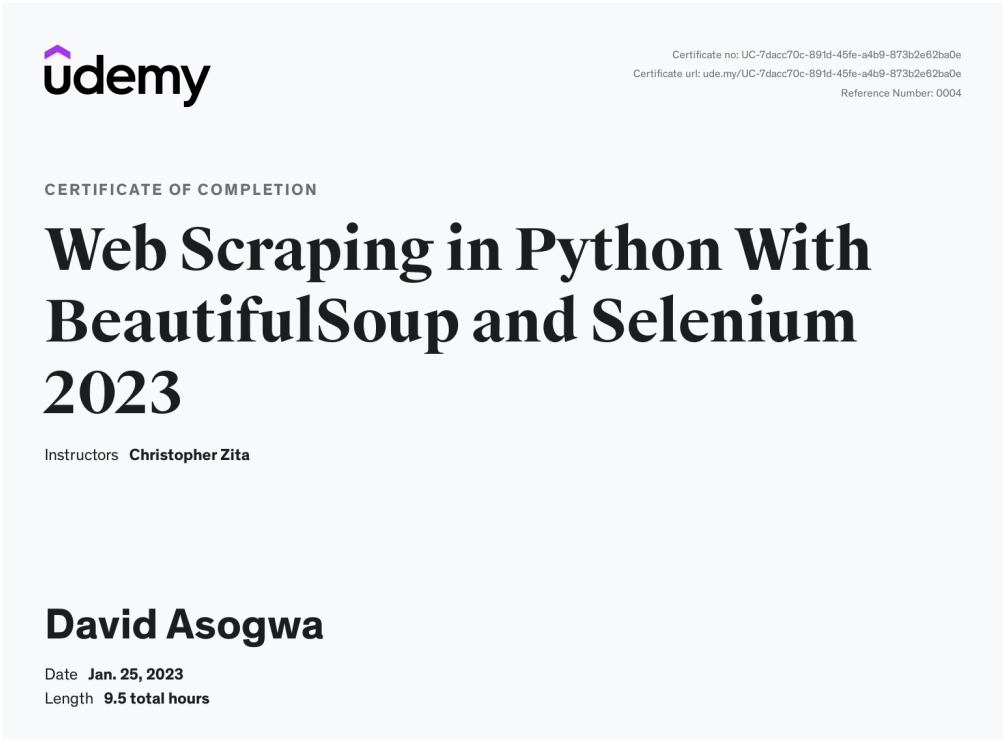 udemy
Certificate no: UC-7dacc70c-891d-45fe-a4b9-873b2e62ba0e
Certificate url: ude.my/UC-7dacc70c-891d-45fe-a4b9-873b2e62ba0e
Reference Number: 0004
CERTIFICATE OF COMPLETION
Web Scraping in Python With
BeautifulSoup and Selenium
2023
Instructors Christopher Zita
David Asogwa
Date Jan. 25, 2023
Length 9.5 total hours